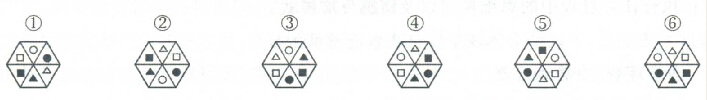 ① ② ③ ④ ⑤ ⑥